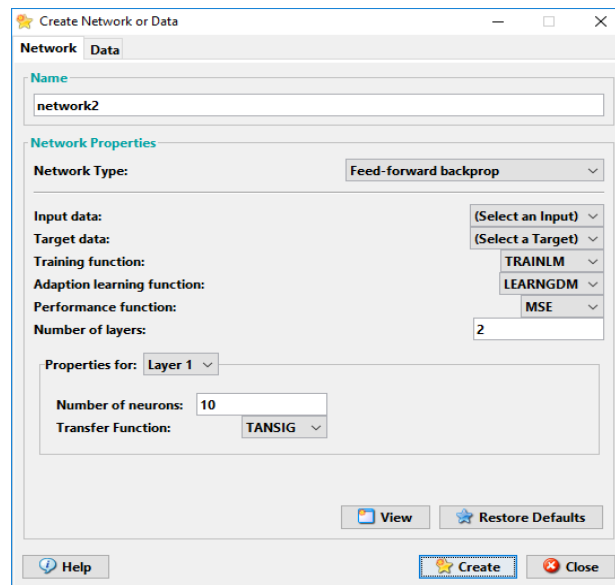 Create Network or Data
Network Data
Name
network2
Network Properties
Network Type: Feed-forward backprop
Input data: (Select an Input)
Target data: (Select a Target)
Training function: TRAINLM
Adaption learning function: LEARNGDM
Performance function: MSE
Number of layers: 2
Properties for: Layer 1
Number of neurons: 10
Transfer Function: TANSIG
View Restore Defaults
Help Create Close